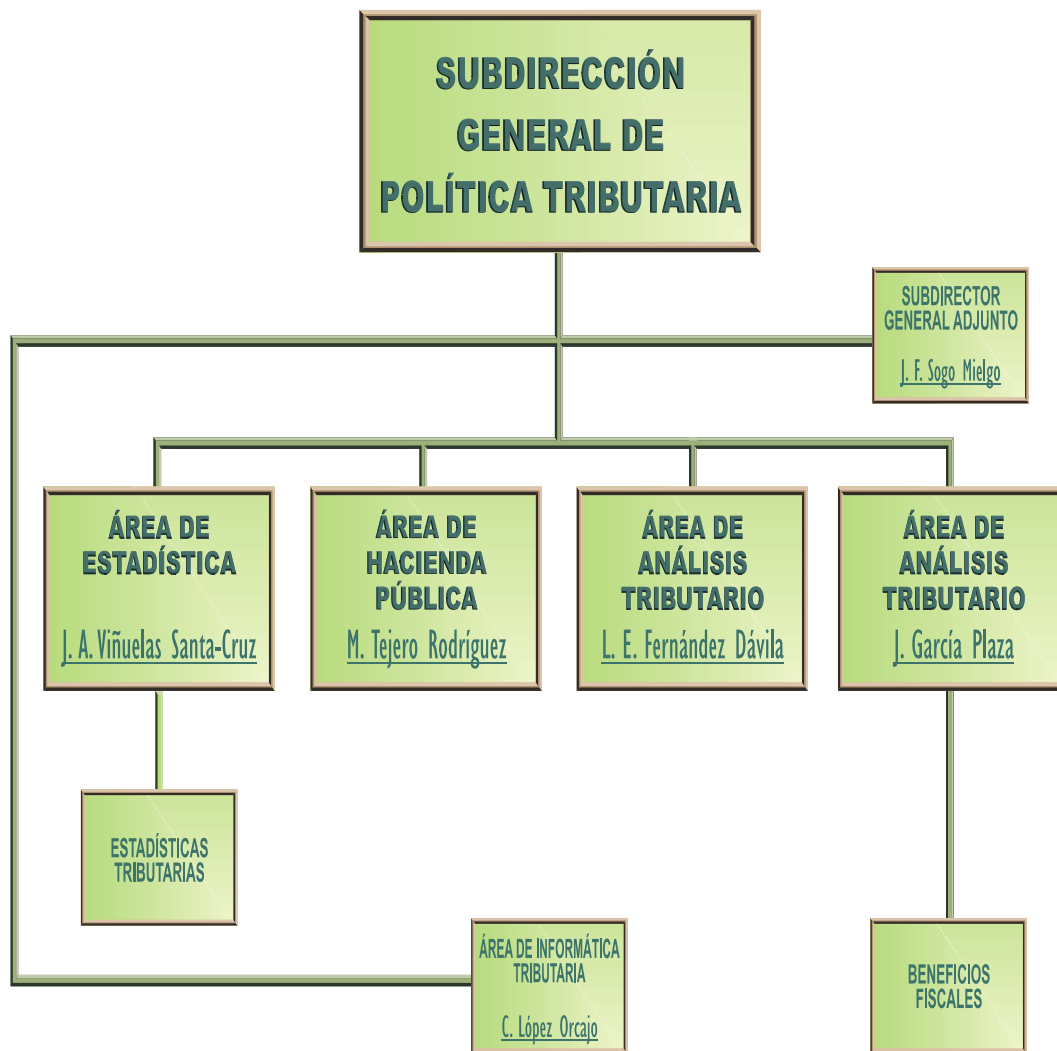 SUBDIRECCIÓN
GENERAL DE
POLÍTICA TRIBUTARIA
SUBDIRECTOR
GENERAL ADJUNTO
J. F. Sogo Mielgo
ÁREA DE
ESTADÍSTICA
J. A. Viñuelas Santa-Cruz
ÁREA DE
HACIENDA
PÚBLICA
M. Tejero Rodríguez
ÁREA DE
ANÁLISIS
TRIBUTARIO
L. E. Fernández Dávila
ÁREA DE
ANÁLISIS
TRIBUTARIO
J. García Plaza
ESTADÍSTICAS
TRIBUTARIAS
ÁREA DE INFORMÁTICA
TRIBUTARIA
C. López Orcajo
BENEFICIOS
FISCALES